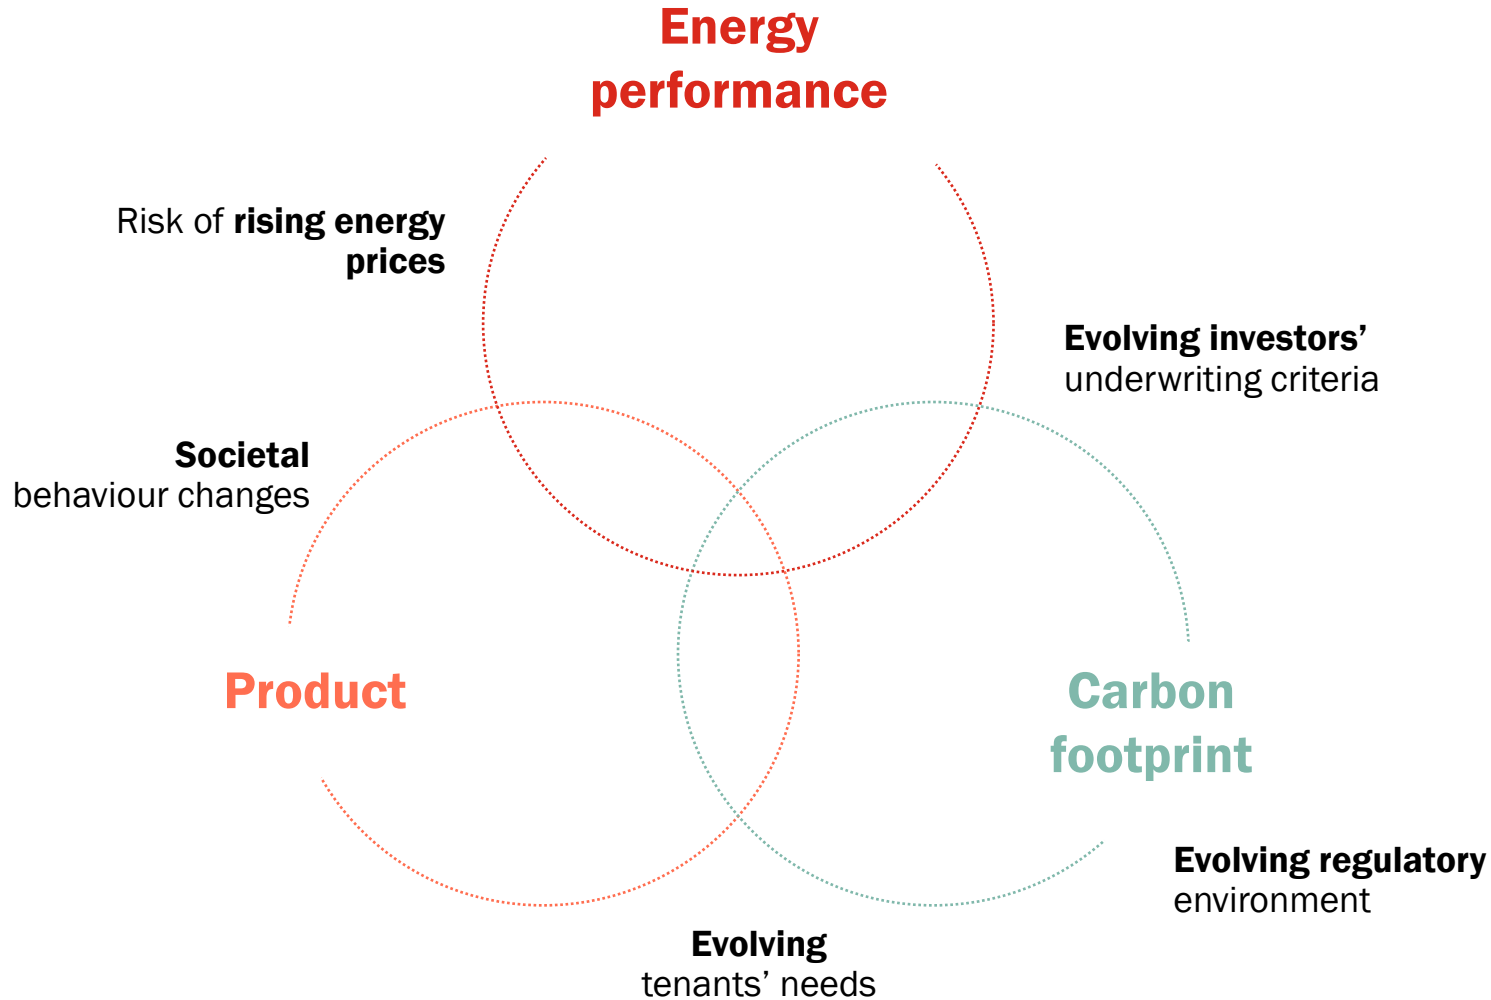 Energy
performance
Risk of rising energy
prices
Evolving investors’
underwriting criteria
Societal
behaviour changes
Product
Carbon
footprint
Evolving regulatory
environment
Evolving
tenants’ needs